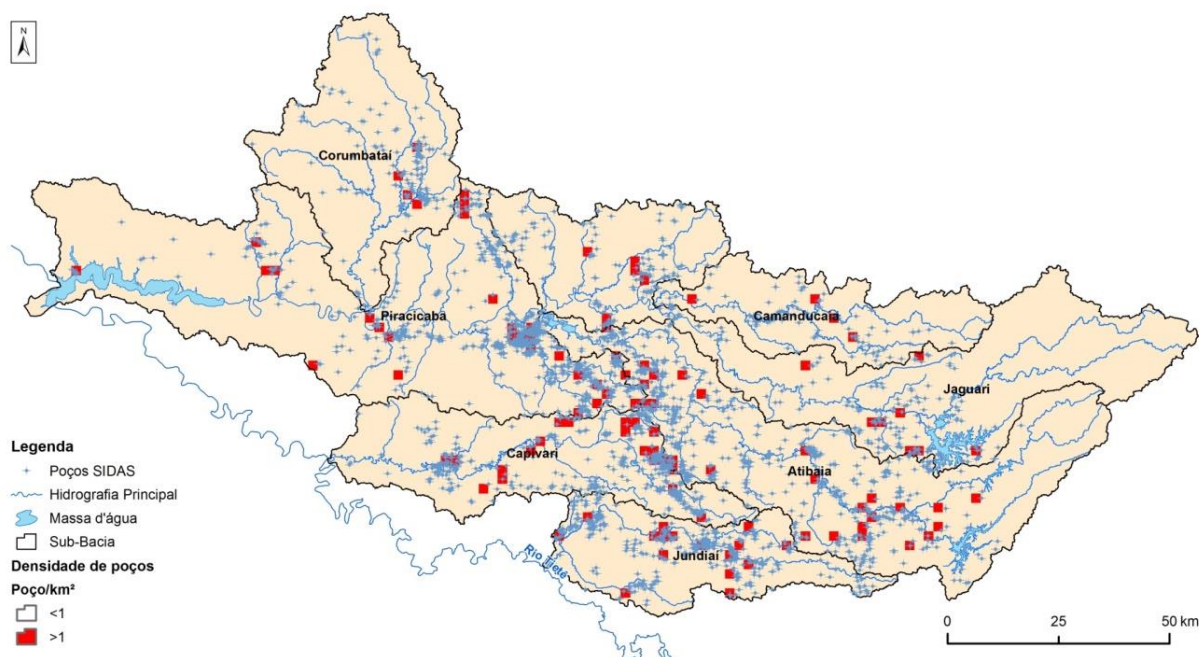 N
Corumbataí
Piracicaba
Camanducaia
Jaguari
Capivari
Atibaia
Jundiaí
Rio Tietê
Legenda
Poços SIDAS
Hidrografia Principal
Massa d'água
Sub-Bacia
Densidade de poços
Poço/km²
<1
>1
0 25 50 km